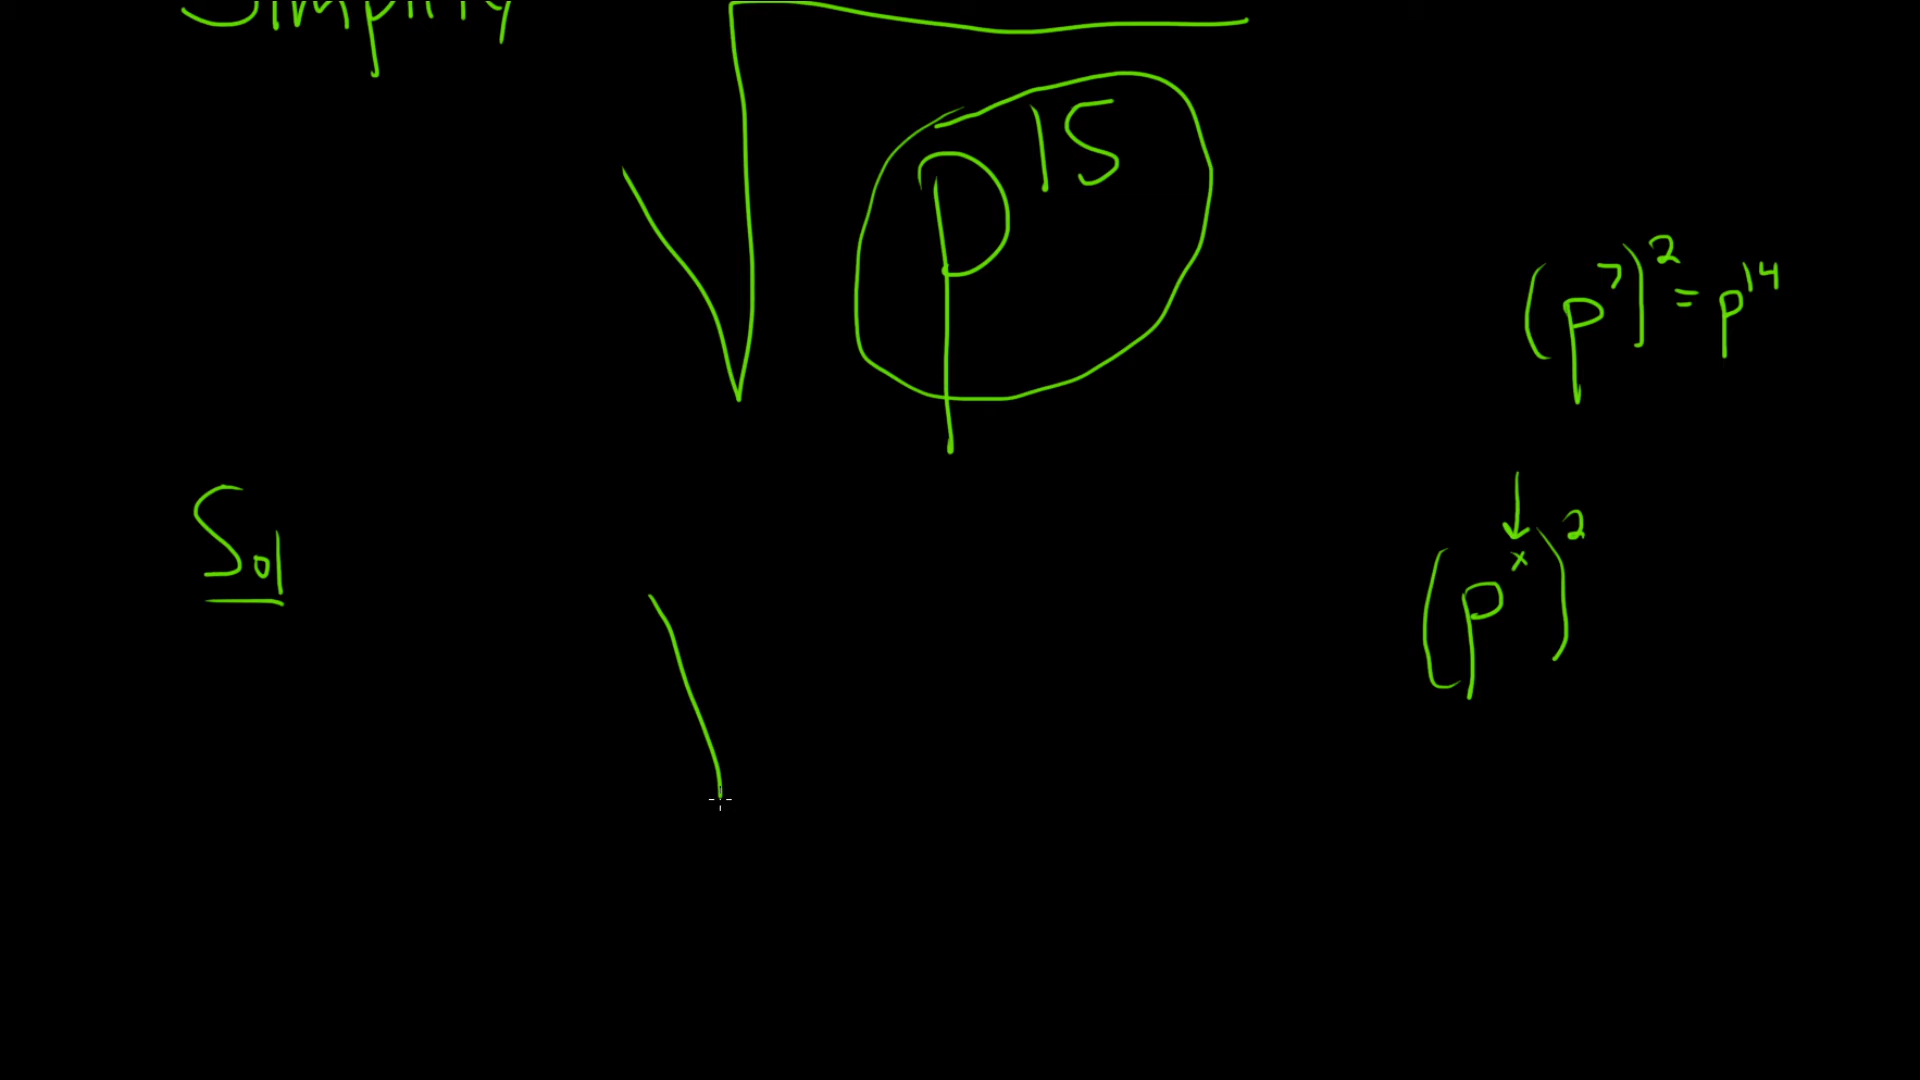 Simplify √p¹⁵
(p⁷)² = p¹⁴
Sol
(pˣ)²